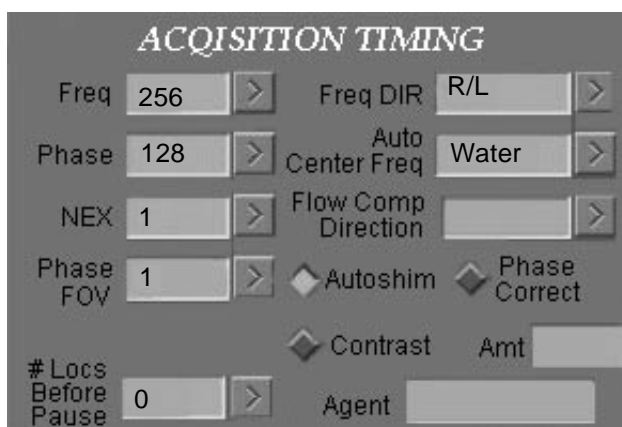 ACQISITION TIMING
Freq 256 > Freq DIR R/L >
Phase 128 > Auto Center Freq Water >
NEX 1 > Flow Comp Direction >
Phase FOV 1 > Autoshim Phase Correct
Contrast Amt
# Locs Before Pause 0 > Agent